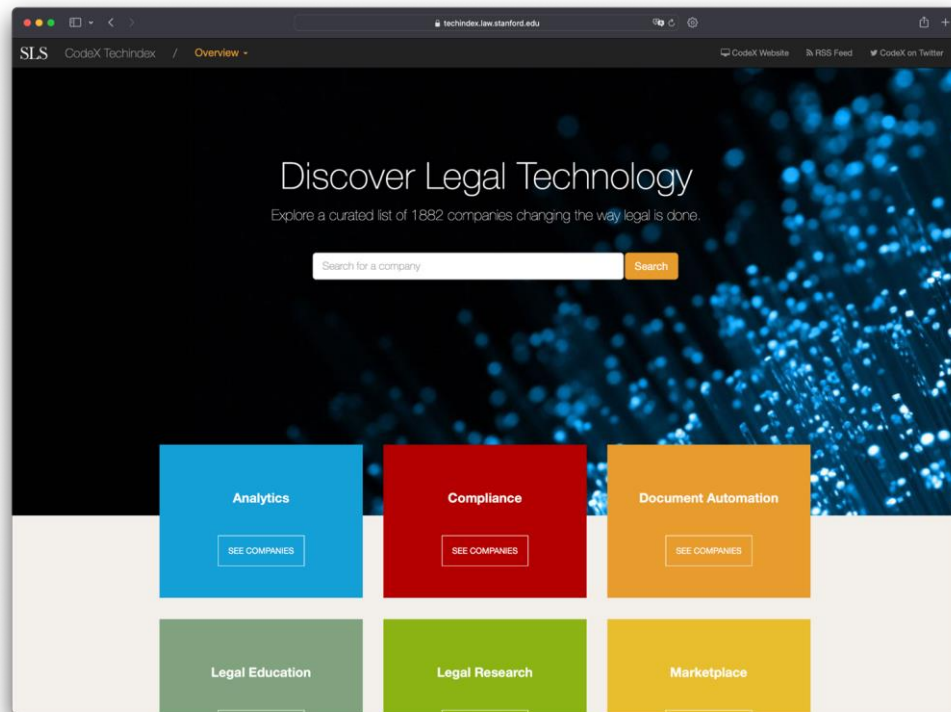 techindex.law.stanford.edu
SLS CodeX Techindex / Overview
CodeX Website RSS Feed CodeX on Twitter
Discover Legal Technology
Explore a curated list of 1882 companies changing the way legal is done.
Search for a company Search
Analytics Compliance Document Automation
SEE COMPANIES SEE COMPANIES SEE COMPANIES
Legal Education Legal Research Marketplace